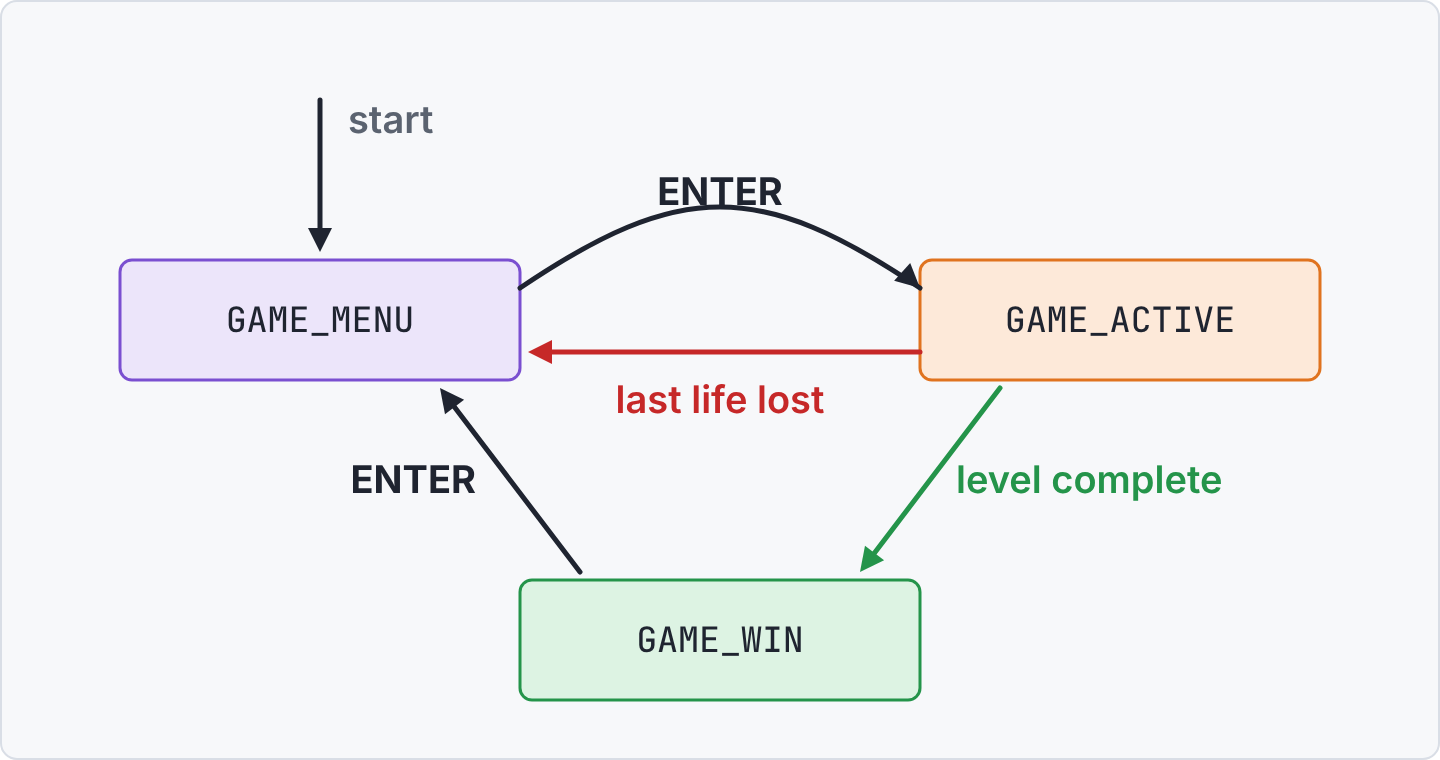 start
ENTER
GAME_MENU
GAME_ACTIVE
last life lost
ENTER
level complete
GAME_WIN